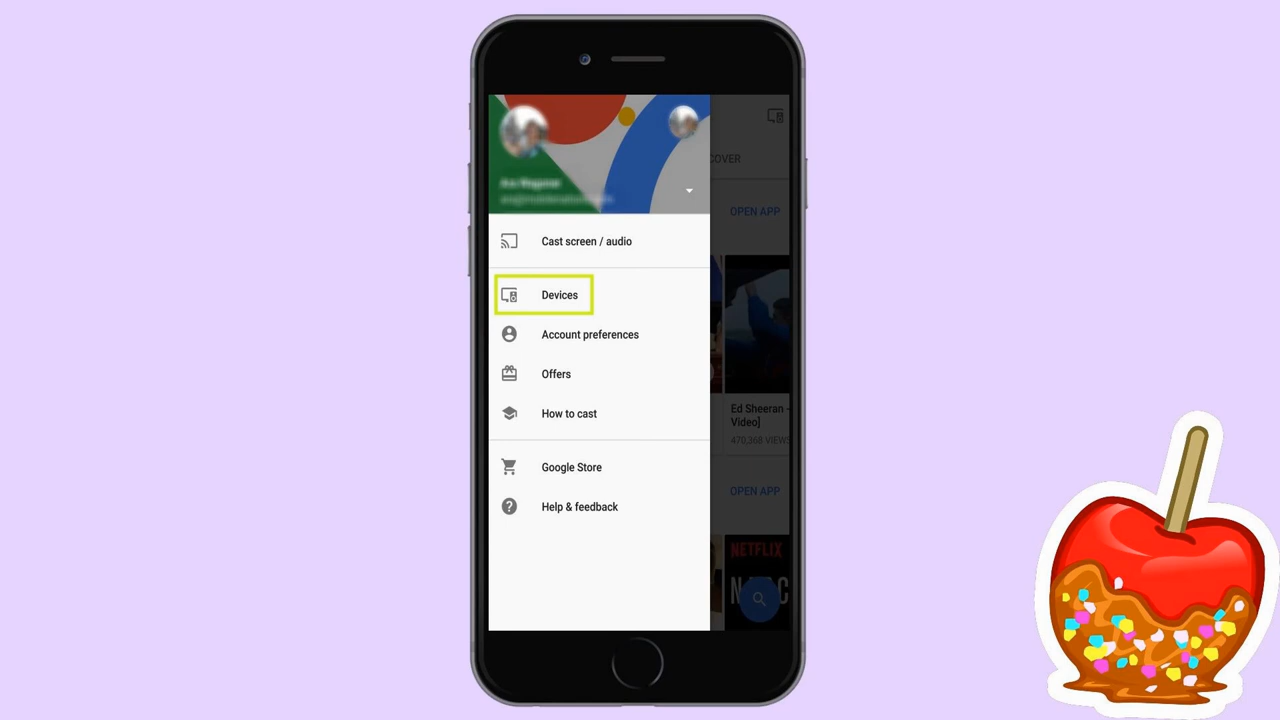 COVER
OPEN APP
Cast screen / audio
Devices
Account preferences
Offers
How to cast
Ed Sheeran -
Video]
470,368 VIEWS
Google Store
OPEN APP
Help & feedback
NETFLIX